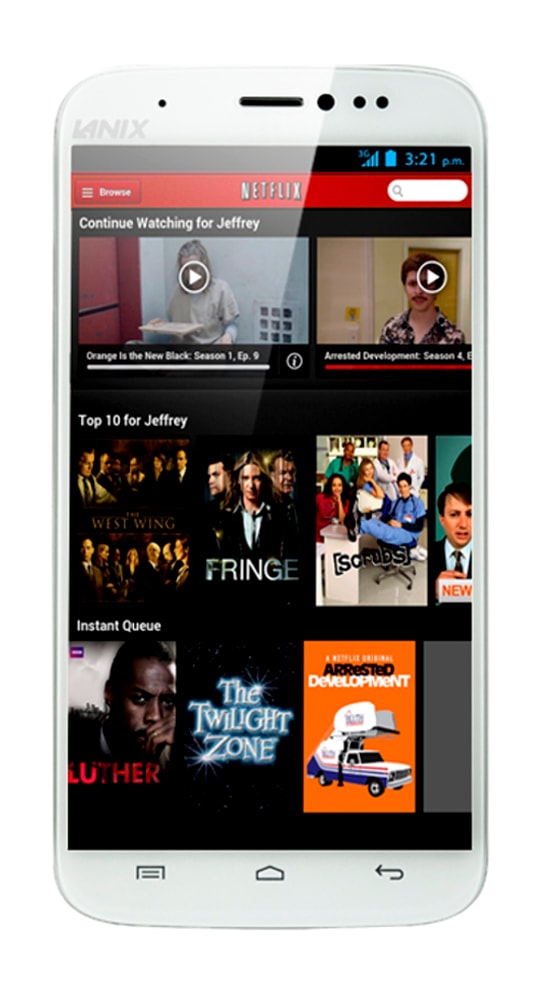 LANIX
3G 3:21 p.m.
Browse
NETFLIX
Continue Watching for Jeffrey
Orange Is the New Black: Season 1, Ep. 9
Arrested Development: Season 4, E
Top 10 for Jeffrey
THE
WEST WING
FRINGE
[scrubs]
NEW
Instant Queue
BBC
LUTHER
The
TWILIGHT
ZONE
A NETFLIX ORIGINAL
ARReSTeD
DeVeLOPMeNT